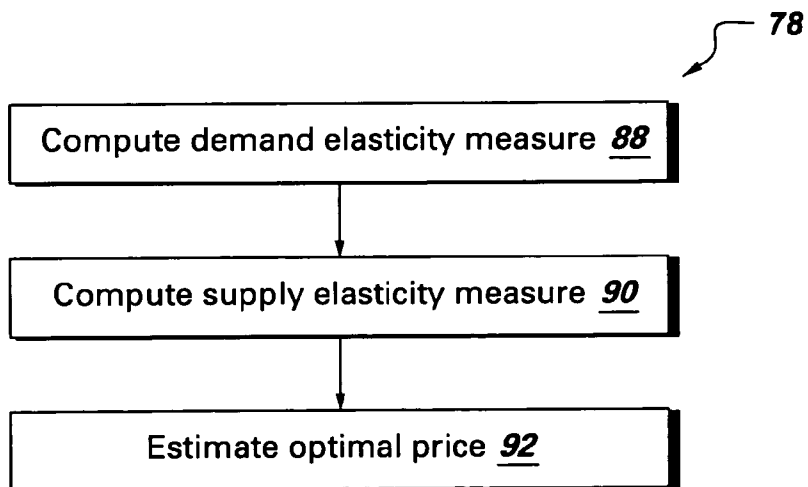 78
Compute demand elasticity measure 88
Compute supply elasticity measure 90
Estimate optimal price 92